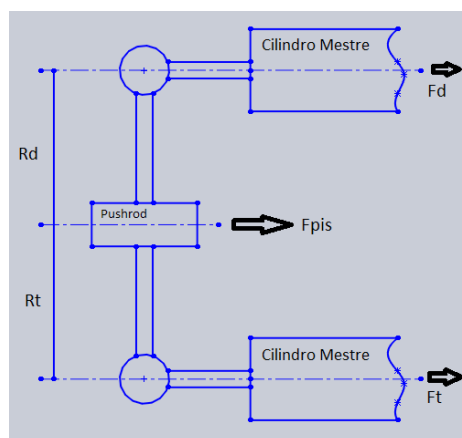 Cilindro Mestre
Fd
Rd
Pushrod
Fpis
Rt
Cilindro Mestre
Ft